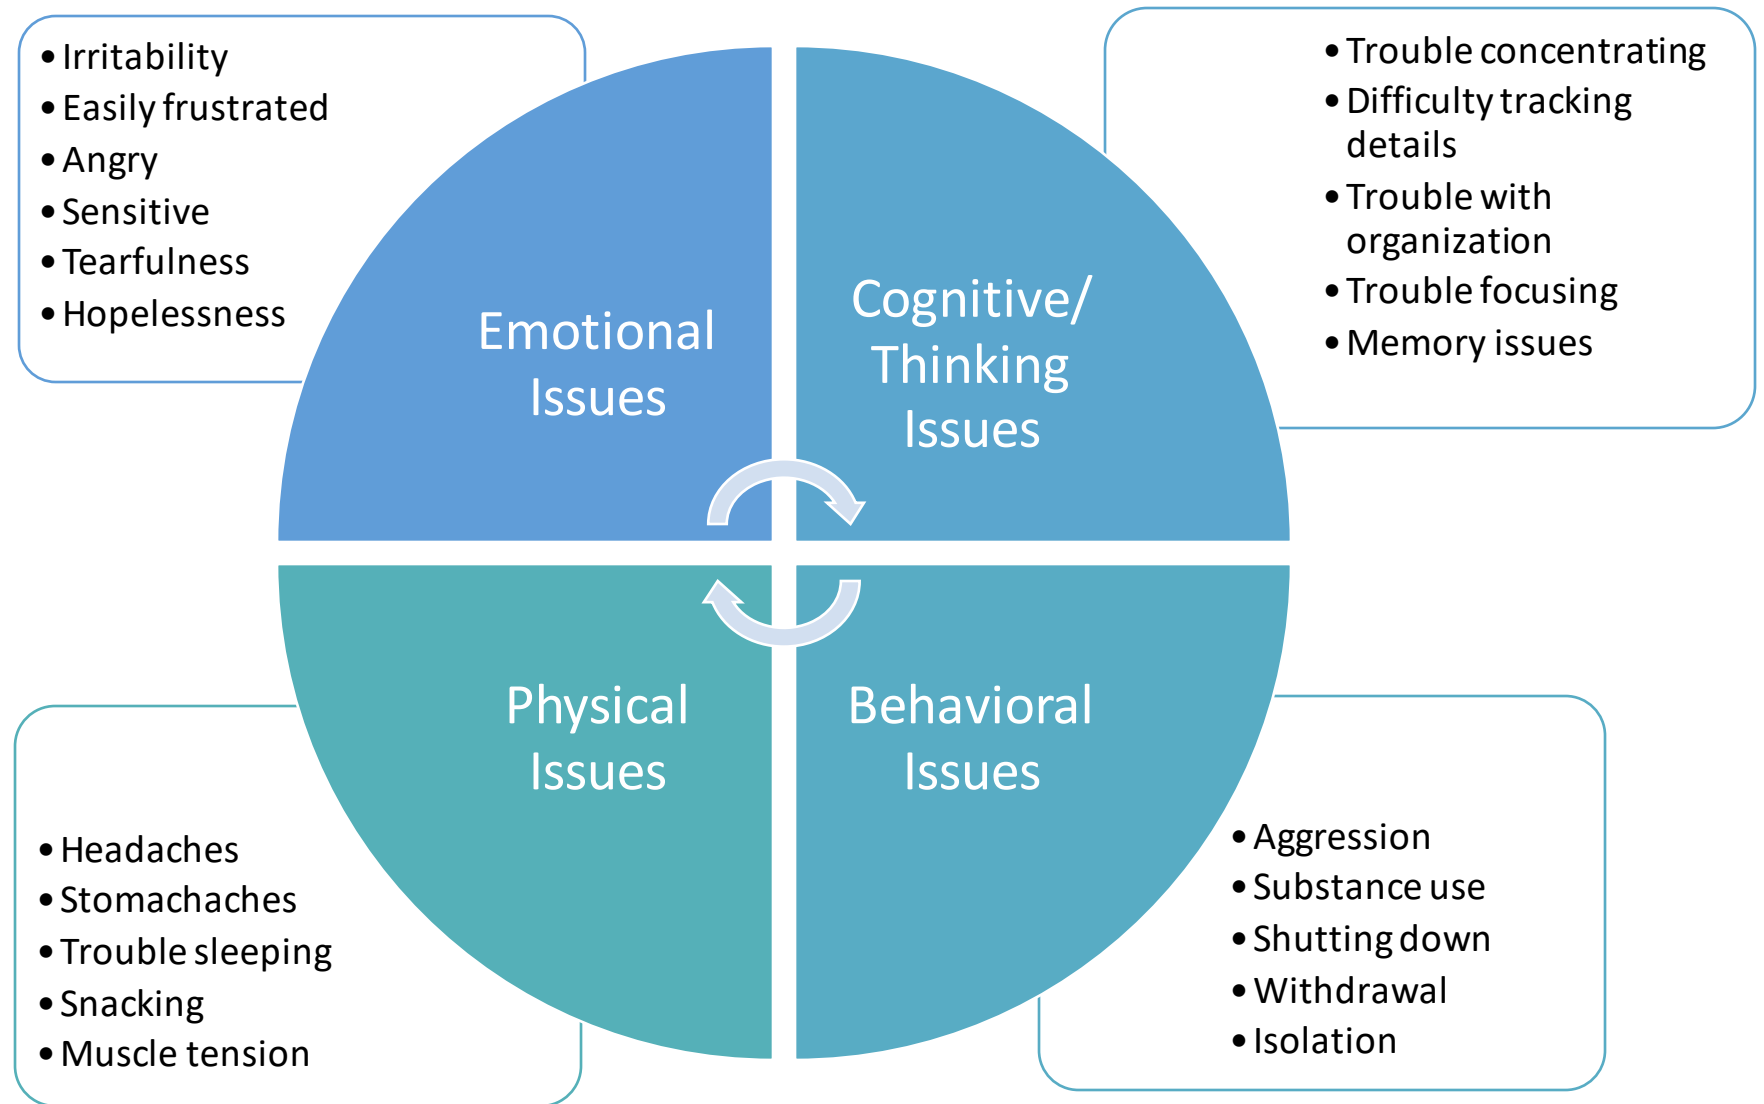 •Irritability
•Easily frustrated
•Angry
•Sensitive
•Tearfulness
•Hopelessness
Emotional
Issues
•Trouble concentrating
•Difficulty tracking
details
•Trouble with
organization
•Trouble focusing
•Memory issues
Cognitive/
Thinking
Issues
Physical
Issues
•Headaches
•Stomachaches
•Trouble sleeping
•Snacking
•Muscle tension
Behavioral
Issues
•Aggression
•Substance use
•Shutting down
•Withdrawal
•Isolation